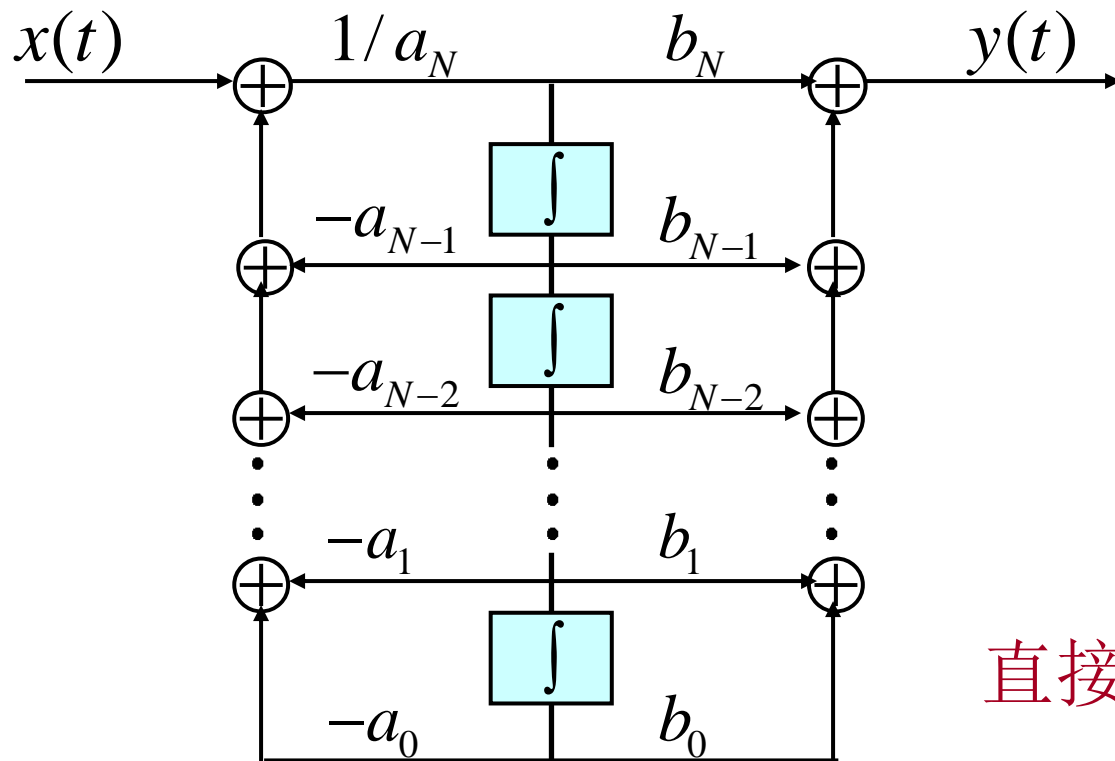 x(t) 1/a_N b_N y(t)
∫
-a_{N-1} b_{N-1}
∫
-a_{N-2} b_{N-2}
-a_1 b_1
∫
直接
-a_0 b_0